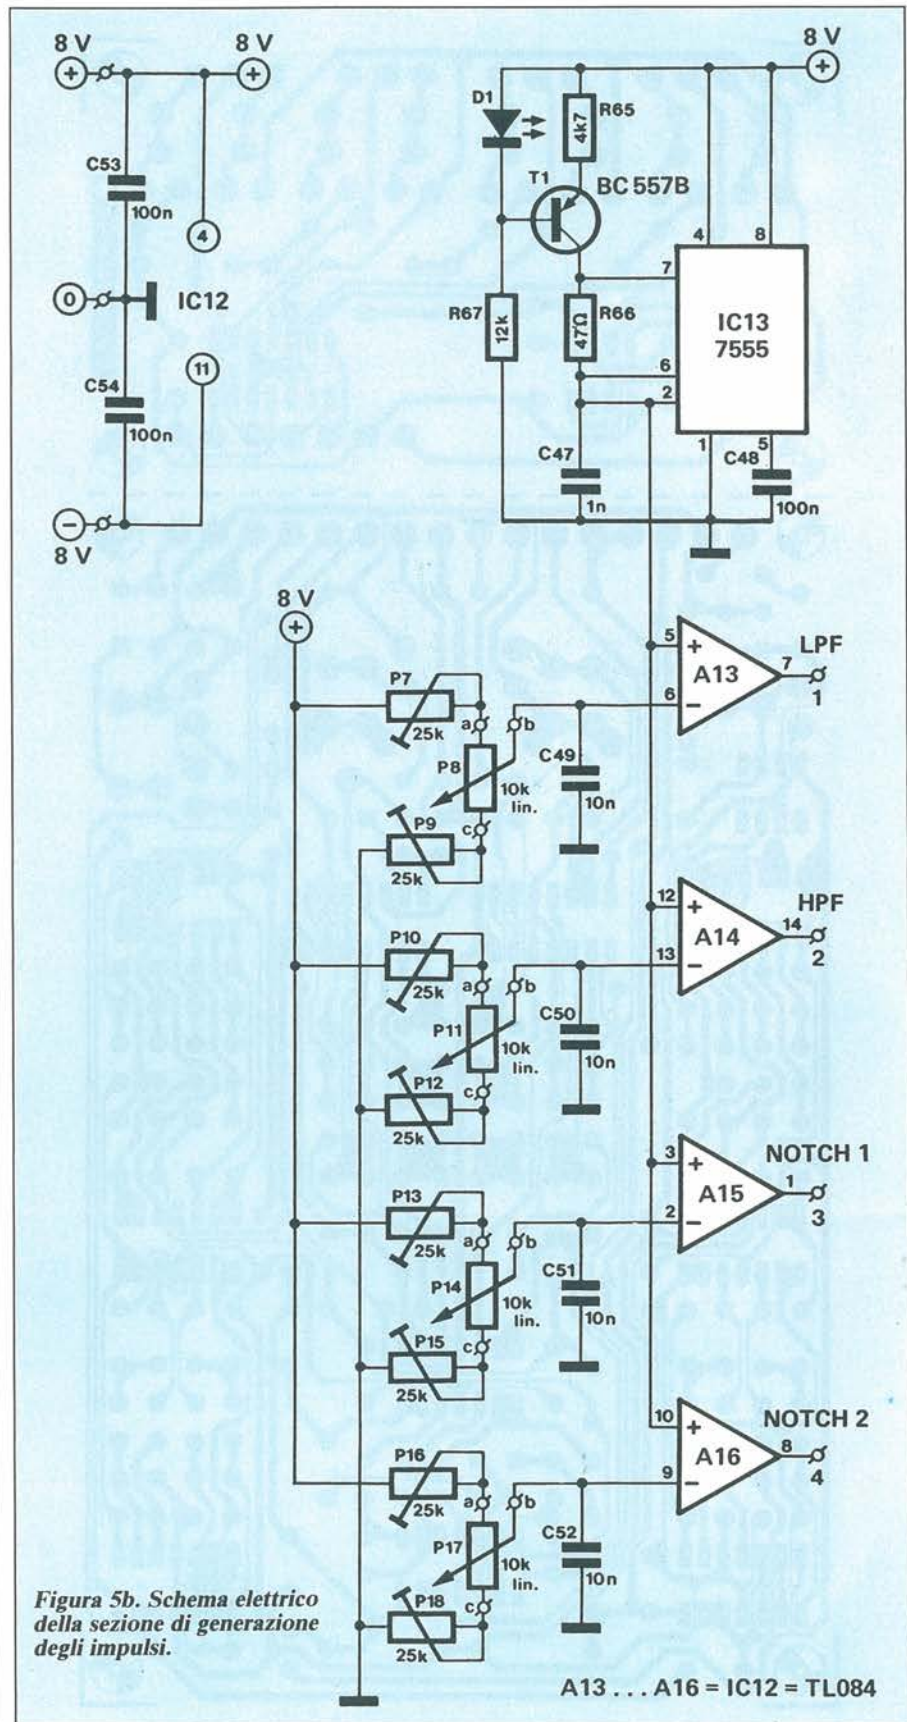 8 V
8 V
+
+
C53
100n
4
0
IC12
11
C54
100n
−
8 V
8 V
+
D1
R65
4k7
T1
BC 557B
4
8
7
R67
12k
R66
47Ω
IC13
7555
6
2
1
5
C47
1n
C48
100n
8 V
+
P7
25k
a
b
P8
10k
lin.
C49
10n
P9
c
25k
5
+
A13
6
−
7
LPF
1
P10
25k
a
b
P11
10k
lin.
C50
10n
P12
c
25k
12
+
A14
13
−
14
HPF
2
P13
25k
a
b
P14
10k
lin.
C51
10n
P15
c
25k
3
+
A15
2
−
1
NOTCH 1
3
P16
25k
a
b
P17
10k
lin.
C52
10n
P18
c
25k
10
+
A16
9
−
8
NOTCH 2
4
Figura 5b. Schema elettrico
della sezione di generazione
degli impulsi.
A13 . . . A16 = IC12 = TL084